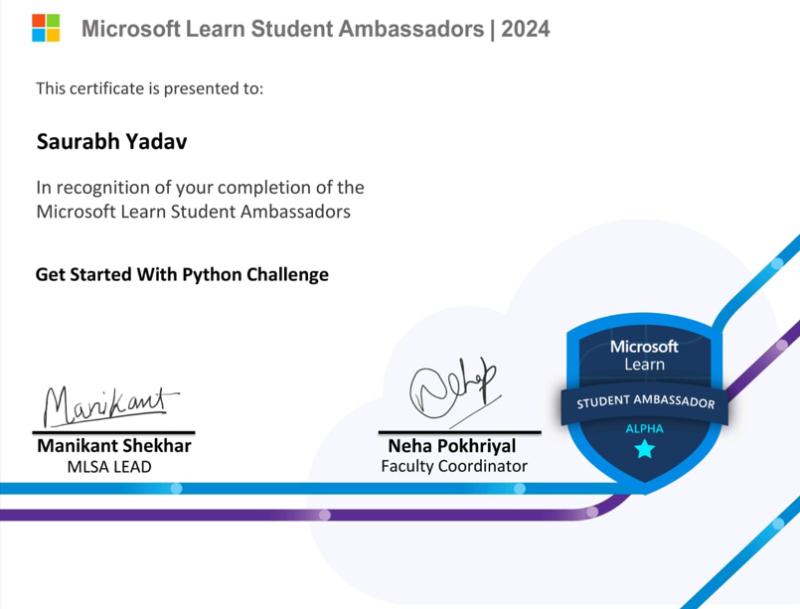 Microsoft Learn Student Ambassadors | 2024
This certificate is presented to:
Saurabh Yadav
In recognition of your completion of the
Microsoft Learn Student Ambassadors
Get Started With Python Challenge
Manikant
Neha
Manikant Shekhar
MLSA LEAD
Neha Pokhriyal
Faculty Coordinator
Microsoft
Learn
STUDENT AMBASSADOR
ALPHA